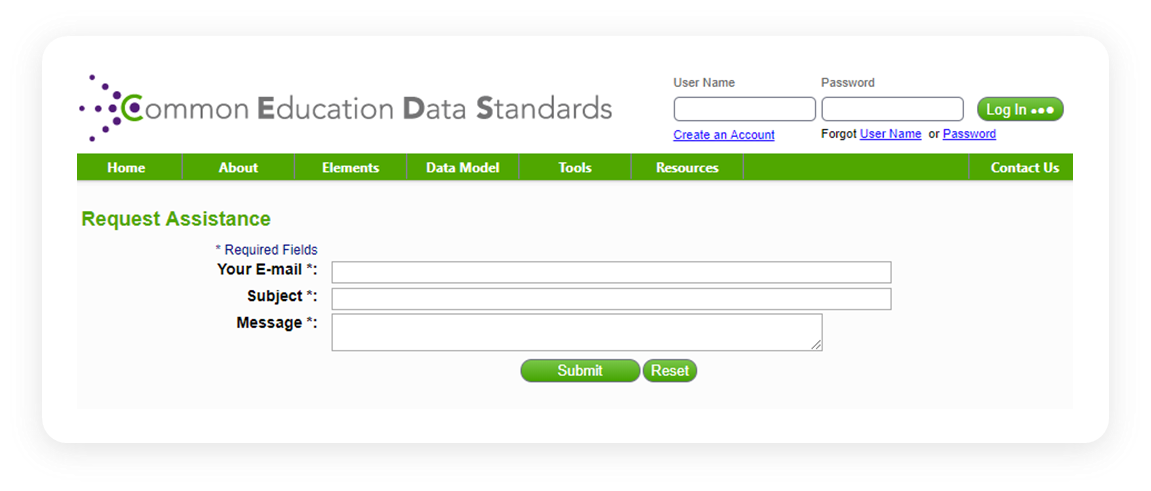 Common Education Data Standards
User Name Password
Log In
Create an Account Forgot User Name or Password
Home About Elements Data Model Tools Resources Contact Us
Request Assistance
* Required Fields
Your E-mail *:
Subject *:
Message *:
Submit Reset